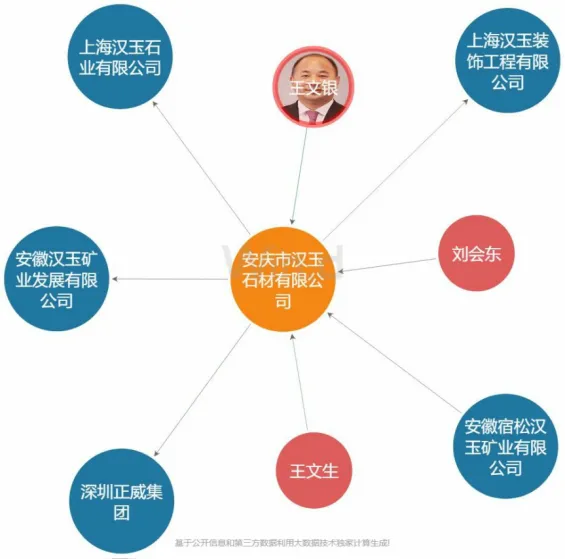 上海汉玉石
业有限公司
王文银
上海汉玉装
饰工程有限
公司
安徽汉玉矿
业发展有限
公司
安庆市汉玉
石材有限公
司
刘会东
深圳正威集
团
王文生
安徽宿松汉
玉矿业有限
公司
基于公开信息和第三方数据利用大数据技术独家计算生成!